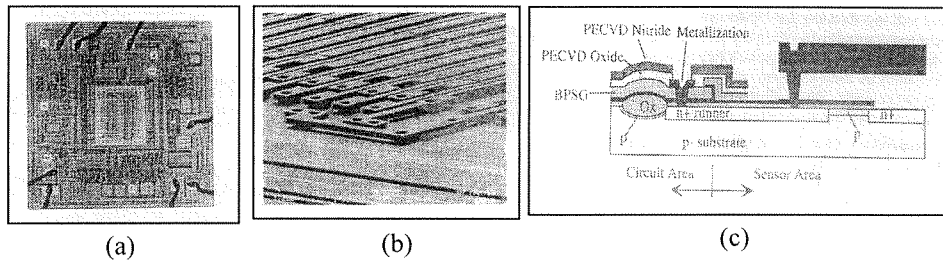 PECVD Nitride Metallization
PECVD Oxide
BPSG
Ox
n+ runner
n+
P
P
p- substrate
Circuit Area
Sensor Area
(a)
(b)
(c)